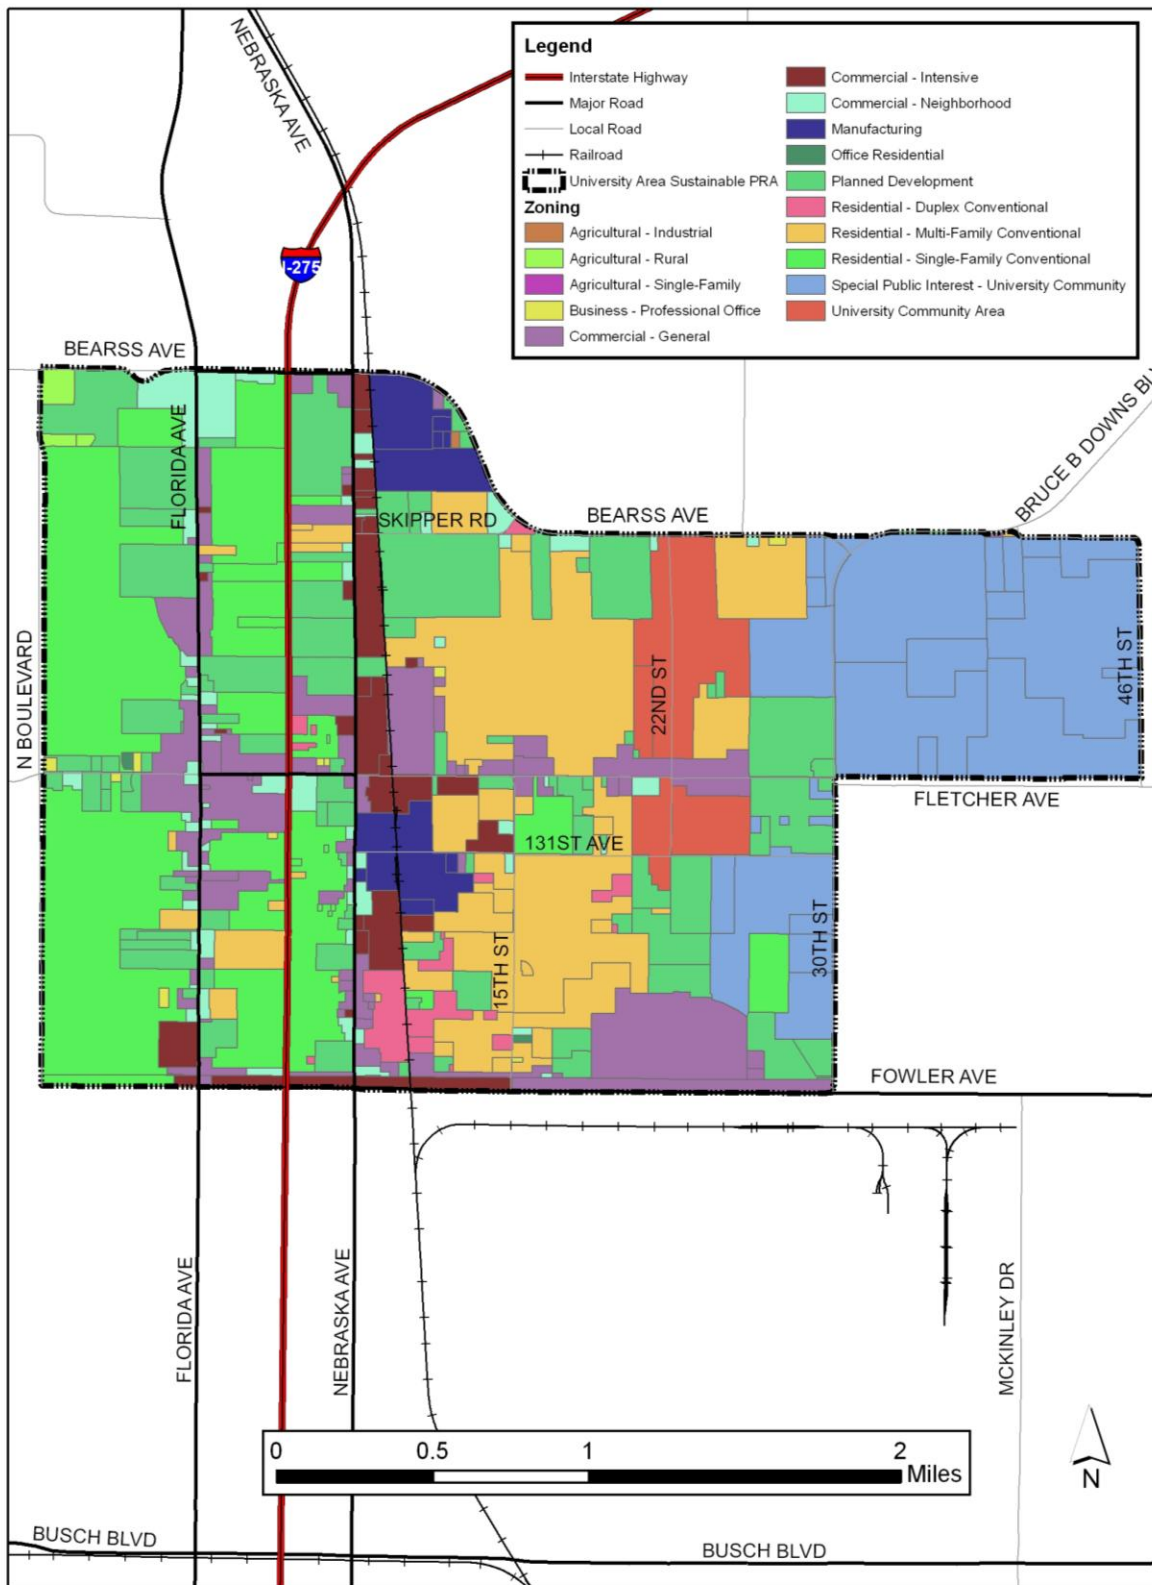 NEBRASKA AVE
Legend
Interstate Highway
Major Road
Local Road
Railroad
University Area Sustainable PRA
Zoning
Agricultural - Industrial
Agricultural - Rural
Agricultural - Single-Family
Business - Professional Office
Commercial - General
Commercial - Intensive
Commercial - Neighborhood
Manufacturing
Office Residential
Planned Development
Residential - Duplex Conventional
Residential - Multi-Family Conventional
Residential - Single-Family Conventional
Special Public Interest - University Community
University Community Area
I-275
BEARSS AVE
FLORIDA AVE
SKIPPER RD
BEARSS AVE
BRUCE B DOWNS
N BOULEVARD
22ND ST
46TH ST
FLETCHER AVE
131ST AVE
15TH ST
30TH ST
FOWLER AVE
FLORIDA AVE
NEBRASKA AVE
MCKINLEY DR
0 0.5 1 2
Miles
N
BUSCH BLVD
BUSCH BLVD